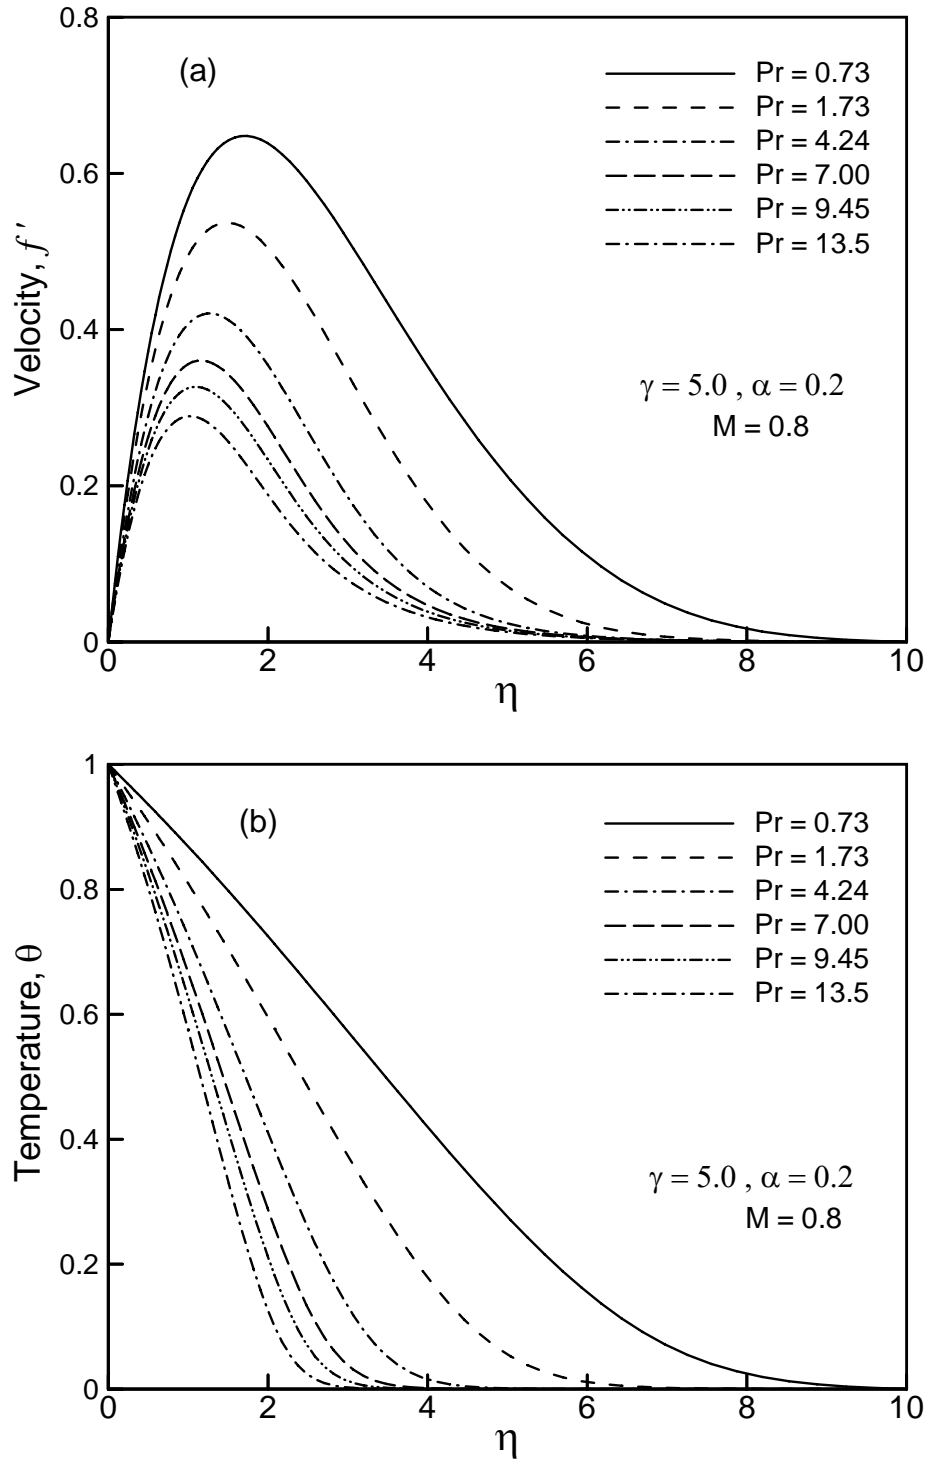 0.8
(a)
Pr = 0.73
Pr = 1.73
Pr = 4.24
Pr = 7.00
Pr = 9.45
Pr = 13.5
0.6
0.4
0.2
0
Velocity, f '
γ = 5.0 , α = 0.2
M = 0.8
0 2 4 6 8 10
η
1
(b)
Pr = 0.73
Pr = 1.73
Pr = 4.24
Pr = 7.00
Pr = 9.45
Pr = 13.5
0.8
0.6
0.4
0.2
0
Temperature, θ
γ = 5.0 , α = 0.2
M = 0.8
0 2 4 6 8 10
η